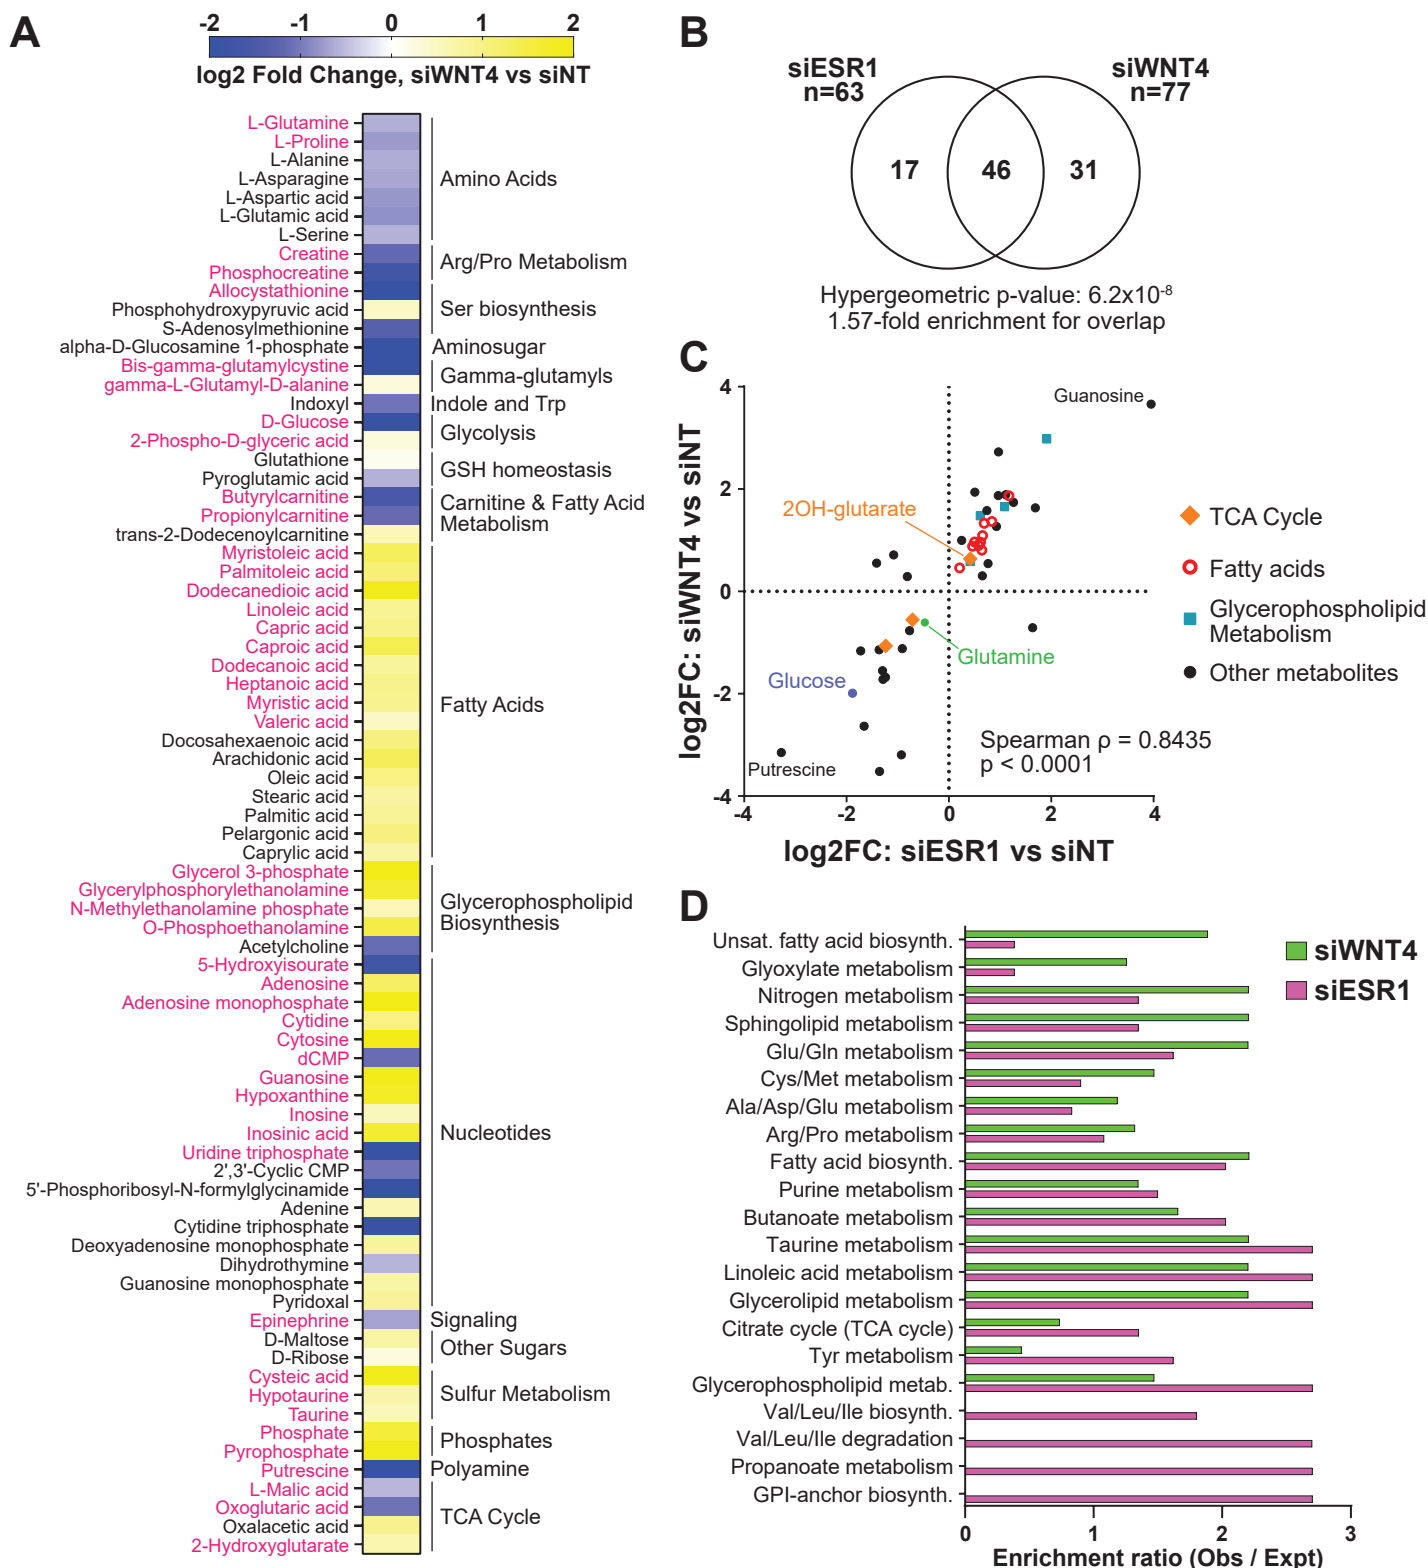 A
-2 -1 0 1 2
log2 Fold Change, siWNT4 vs siNT
L-Glutamine
L-Proline
L-Alanine
L-Asparagine
L-Aspartic acid
L-Glutamic acid
L-Serine
Amino Acids
Creatine
Phosphocreatine
Arg/Pro Metabolism
Allocystathionine
Phosphohydroxypyruvic acid
S-Adenosylmethionine
Ser biosynthesis
alpha-D-Glucosamine 1-phosphate
Aminosugar
Bis-gamma-glutamylcystine
gamma-L-Glutamyl-D-alanine
Gamma-glutamyls
Indoxyl
Indole and Trp
D-Glucose
2-Phospho-D-glyceric acid
Glycolysis
Glutathione
Pyroglutamic acid
GSH homeostasis
Butyrylcarnitine
Propionylcarnitine
trans-2-Dodecenoylcarnitine
Carnitine & Fatty Acid
Metabolism
Myristoleic acid
Palmitoleic acid
Dodecanedioic acid
Linoleic acid
Capric acid
Caproic acid
Dodecanoic acid
Heptanoic acid
Myristic acid
Valeric acid
Docosahexaenoic acid
Arachidonic acid
Oleic acid
Stearic acid
Palmitic acid
Pelargonic acid
Caprylic acid
Fatty Acids
Glycerol 3-phosphate
Glycerylphosphorylethanolamine
N-Methylethanolamine phosphate
O-Phosphoethanolamine
Acetylcholine
Glycerophospholipid
Biosynthesis
5-Hydroxyisourate
Adenosine
Adenosine monophosphate
Cytidine
Cytosine
dCMP
Guanosine
Hypoxanthine
Inosine
Inosinic acid
Uridine triphosphate
2',3'-Cyclic CMP
5'-Phosphoribosyl-N-formylglycinamide
Adenine
Cytidine triphosphate
Deoxyadenosine monophosphate
Dihydrothymine
Guanosine monophosphate
Pyridoxal
Nucleotides
Epinephrine
Signaling
D-Maltose
D-Ribose
Other Sugars
Cysteic acid
Hypotaurine
Taurine
Sulfur Metabolism
Phosphate
Pyrophosphate
Phosphates
Putrescine
Polyamine
L-Malic acid
Oxoglutaric acid
Oxalacetic acid
2-Hydroxyglutarate
TCA Cycle
B
siESR1
n=63
siWNT4
n=77
17 46 31
Hypergeometric p-value: 6.2x10-8
1.57-fold enrichment for overlap
C
log2FC: siWNT4 vs siNT
4
2
0
-2
-4
-4 -2 0 2 4
log2FC: siESR1 vs siNT
Guanosine
2OH-glutarate
Glutamine
Glucose
Putrescine
Spearman ρ = 0.8435
p < 0.0001
TCA Cycle
Fatty acids
Glycerophospholipid
Metabolism
Other metabolites
D
Unsat. fatty acid biosynth.
Glyoxylate metabolism
Nitrogen metabolism
Sphingolipid metabolism
Glu/Gln metabolism
Cys/Met metabolism
Ala/Asp/Glu metabolism
Arg/Pro metabolism
Fatty acid biosynth.
Purine metabolism
Butanoate metabolism
Taurine metabolism
Linoleic acid metabolism
Glycerolipid metabolism
Citrate cycle (TCA cycle)
Tyr metabolism
Glycerophospholipid metab.
Val/Leu/Ile biosynth.
Val/Leu/Ile degradation
Propanoate metabolism
GPI-anchor biosynth.
siWNT4
siESR1
0 1 2 3
Enrichment ratio (Obs / Expt)